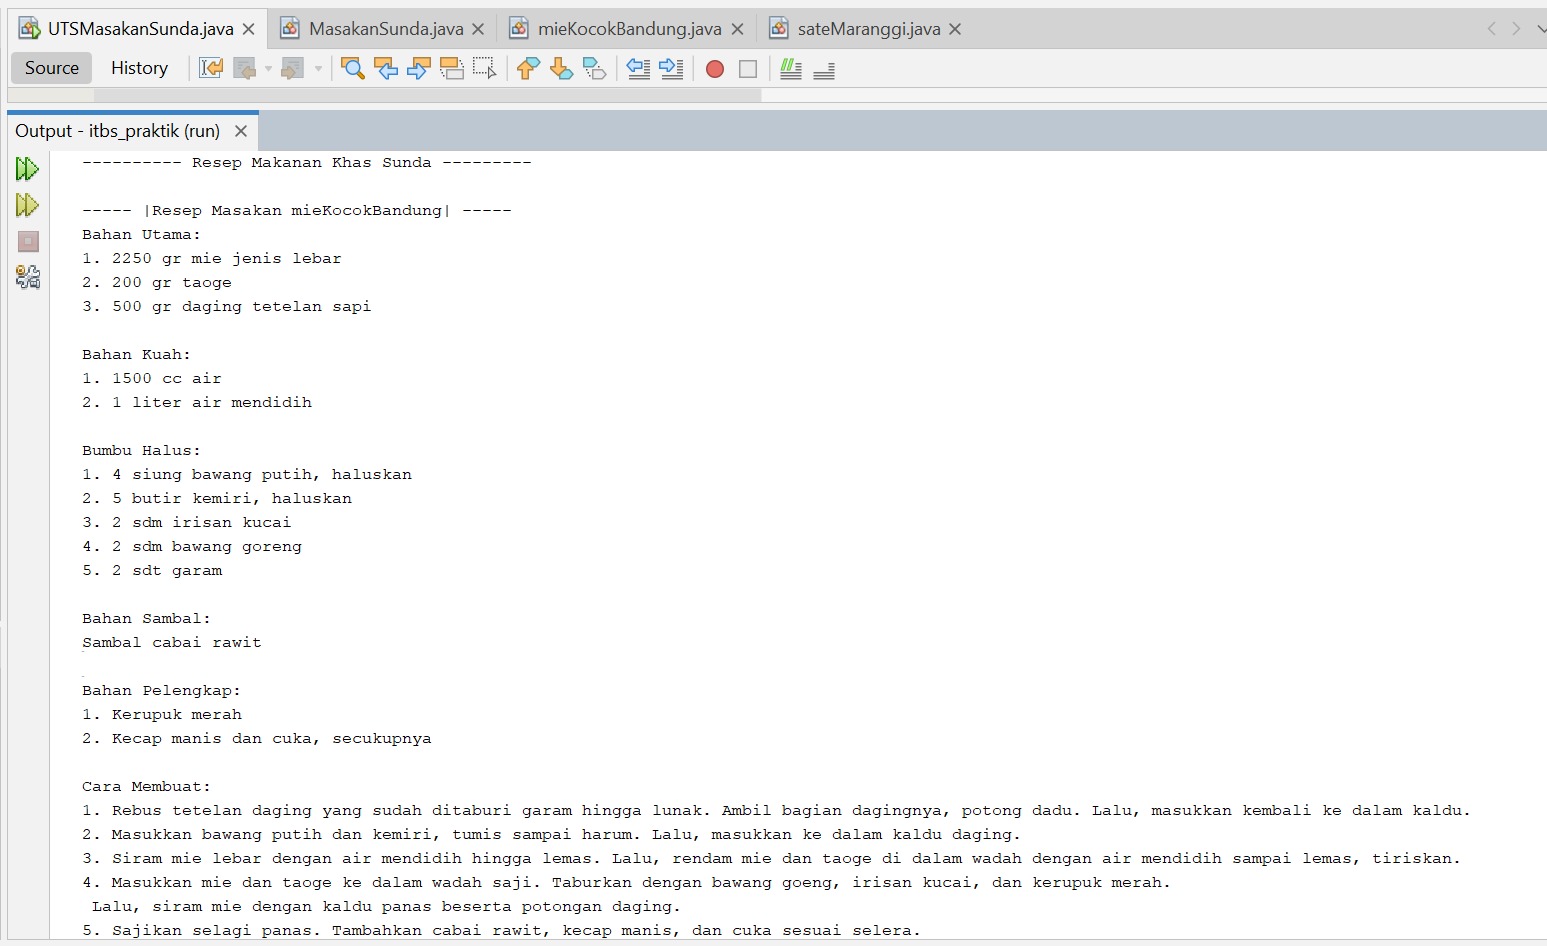 UTSMasakanSunda.java MasakanSunda.java mieKocokBandung.java sateMaranggi.java
Source History
Output - itbs_praktik (run)
---------- Resep Makanan Khas Sunda ---------
----- |Resep Masakan mieKocokBandung| -----
Bahan Utama:
1. 2250 gr mie jenis lebar
2. 200 gr taoge
3. 500 gr daging tetelan sapi
Bahan Kuah:
1. 1500 cc air
2. 1 liter air mendidih
Bumbu Halus:
1. 4 siung bawang putih, haluskan
2. 5 butir kemiri, haluskan
3. 2 sdm irisan kucai
4. 2 sdm bawang goreng
5. 2 sdt garam
Bahan Sambal:
Sambal cabai rawit
Bahan Pelengkap:
1. Kerupuk merah
2. Kecap manis dan cuka, secukupnya
Cara Membuat:
1. Rebus tetelan daging yang sudah ditaburi garam hingga lunak. Ambil bagian dagingnya, potong dadu. Lalu, masukkan kembali ke dalam kaldu.
2. Masukkan bawang putih dan kemiri, tumis sampai harum. Lalu, masukkan ke dalam kaldu daging.
3. Siram mie lebar dengan air mendidih hingga lemas. Lalu, rendam mie dan taoge di dalam wadah dengan air mendidih sampai lemas, tiriskan.
4. Masukkan mie dan taoge ke dalam wadah saji. Taburkan dengan bawang goeng, irisan kucai, dan kerupuk merah.
Lalu, siram mie dengan kaldu panas beserta potongan daging.
5. Sajikan selagi panas. Tambahkan cabai rawit, kecap manis, dan cuka sesuai selera.